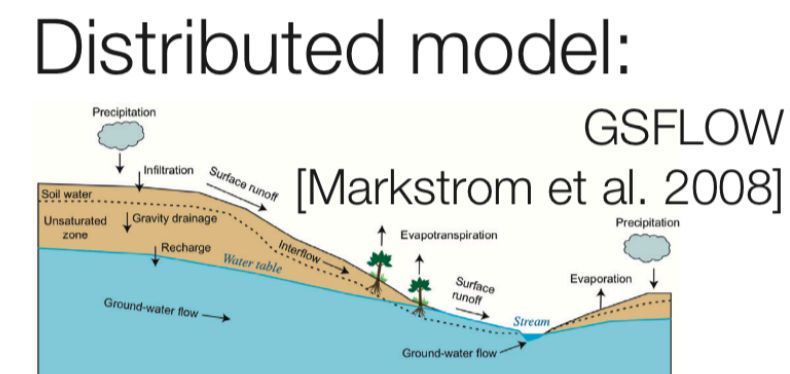 Distributed model:
GSFLOW
[Markstrom et al. 2008]
Precipitation
Infiltration
Surface runoff
Soil water
Unsaturated
zone
Gravity drainage
Recharge
Water table
Interflow
Ground-water flow
Evapotranspiration
Surface
runoff
Stream
Ground-water flow
Precipitation
Evaporation